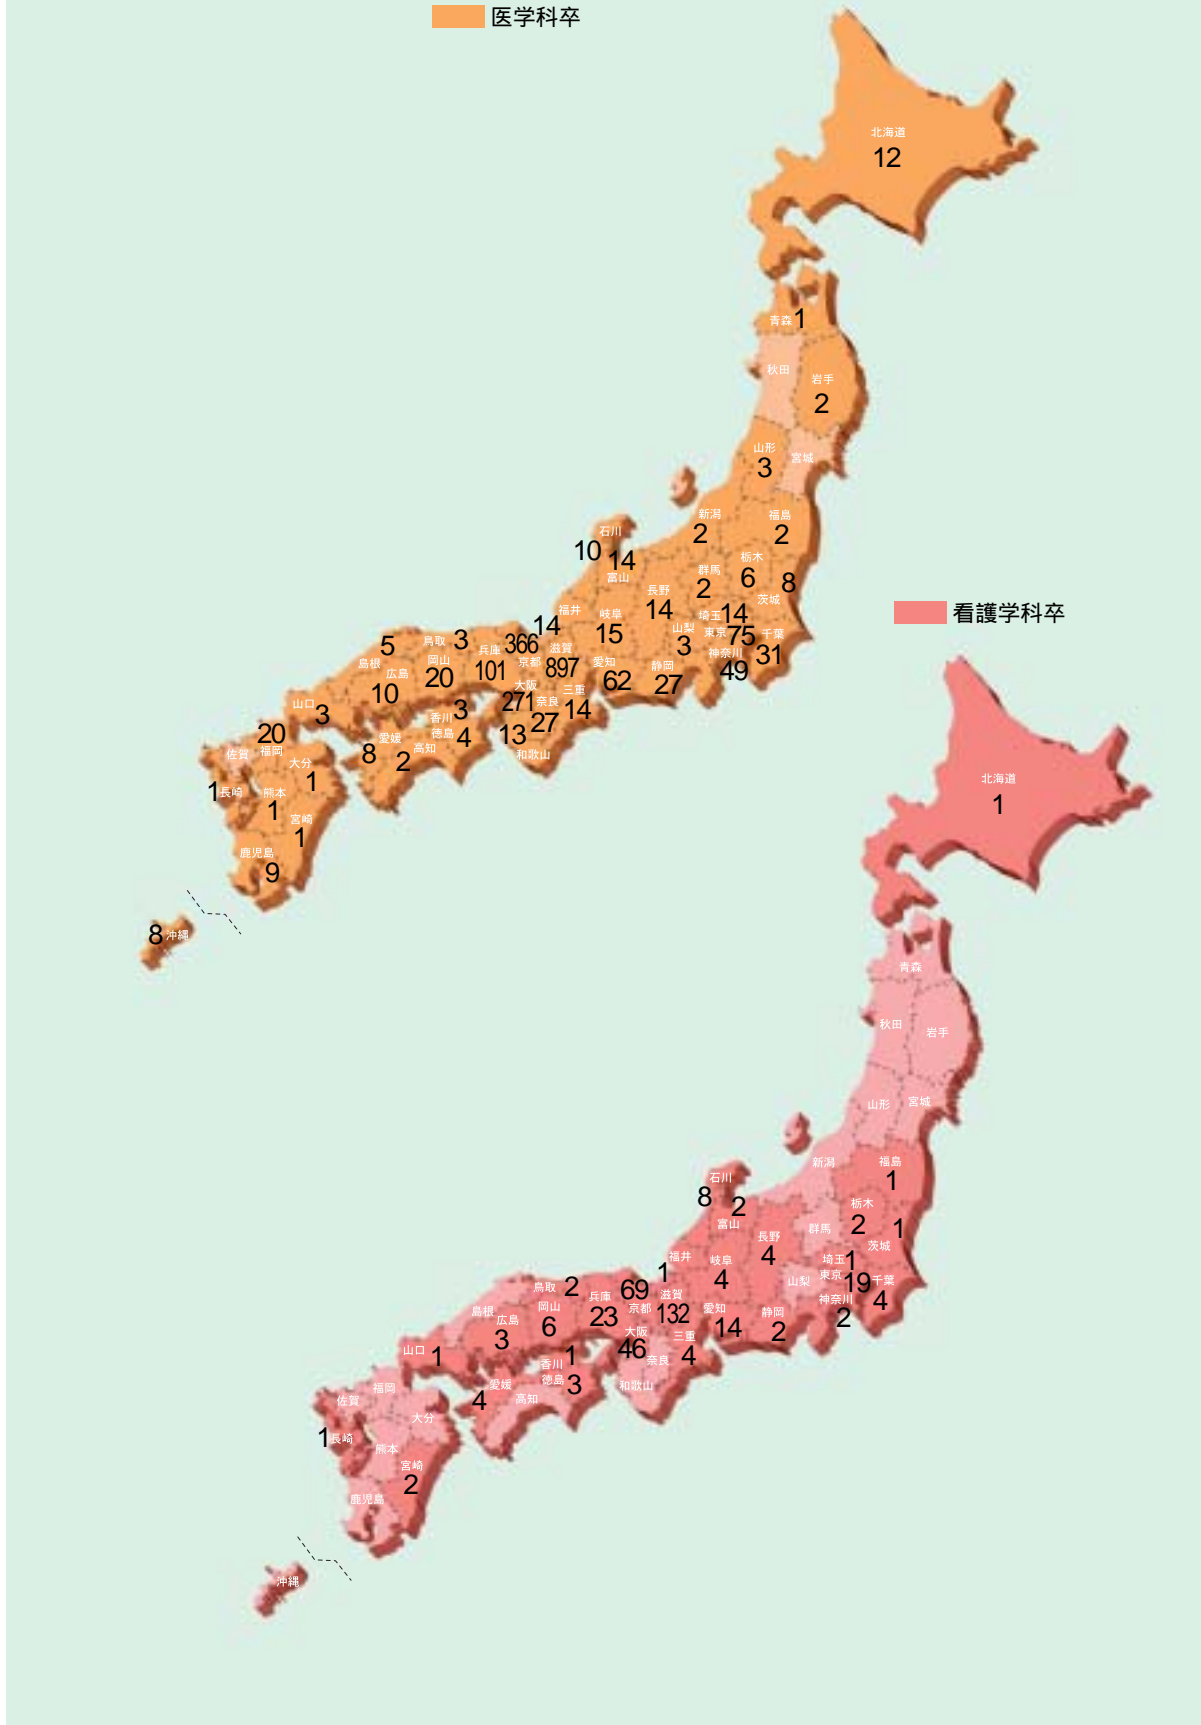 医学科卒
北海道
12
青森 1
秋田
岩手
2
山形
3
宮城
新潟
2
福島
2
石川
10
14
富山
栃木
6
群馬
2
8
茨城
長野
14
埼玉 14
福井
14
岐阜
15
山梨
3
東京 75
千葉
31
神奈川
49
静岡
27
愛知
62
滋賀
897
366
京都
兵庫
101
大阪
271
奈良
27
三重
14
13
和歌山
鳥取 3
5
島根
岡山
20
広島
10
山口 3
香川 3
徳島 4
愛媛
8
高知
2
20
福岡
佐賀
大分
1
1 長崎
熊本
1
宮崎
1
鹿児島
9
8 沖縄
看護学科卒
北海道
1
青森
秋田
岩手
山形
宮城
新潟
福島
1
石川
8
2
富山
栃木
2
群馬
1
茨城
長野
4
埼玉 1
福井
1
岐阜
4
山梨
東京 19
千葉
4
神奈川
2
静岡
2
愛知
14
滋賀
132
69
京都
兵庫
23
大阪
46
奈良
三重
4
和歌山
鳥取 2
島根
岡山
6
広島
3
山口 1
香川 1
徳島 3
愛媛
4
高知
福岡
佐賀
大分
1 長崎
熊本
宮崎
2
鹿児島
沖縄